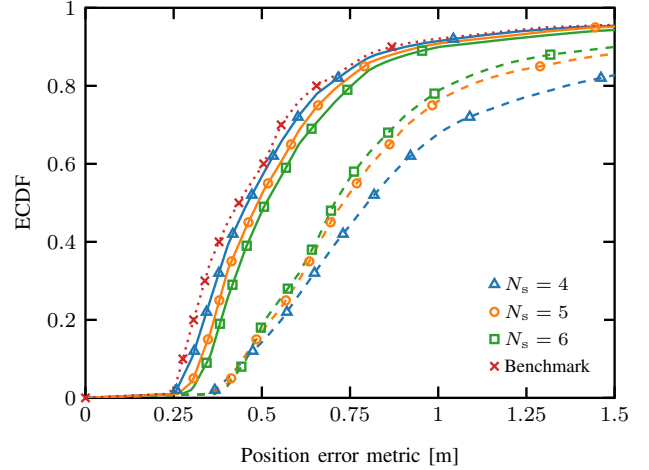 1
0.8
0.6
0.4
0.2
0
ECDF
N_s = 4
N_s = 5
N_s = 6
Benchmark
0 0.25 0.5 0.75 1 1.25 1.5
Position error metric [m]